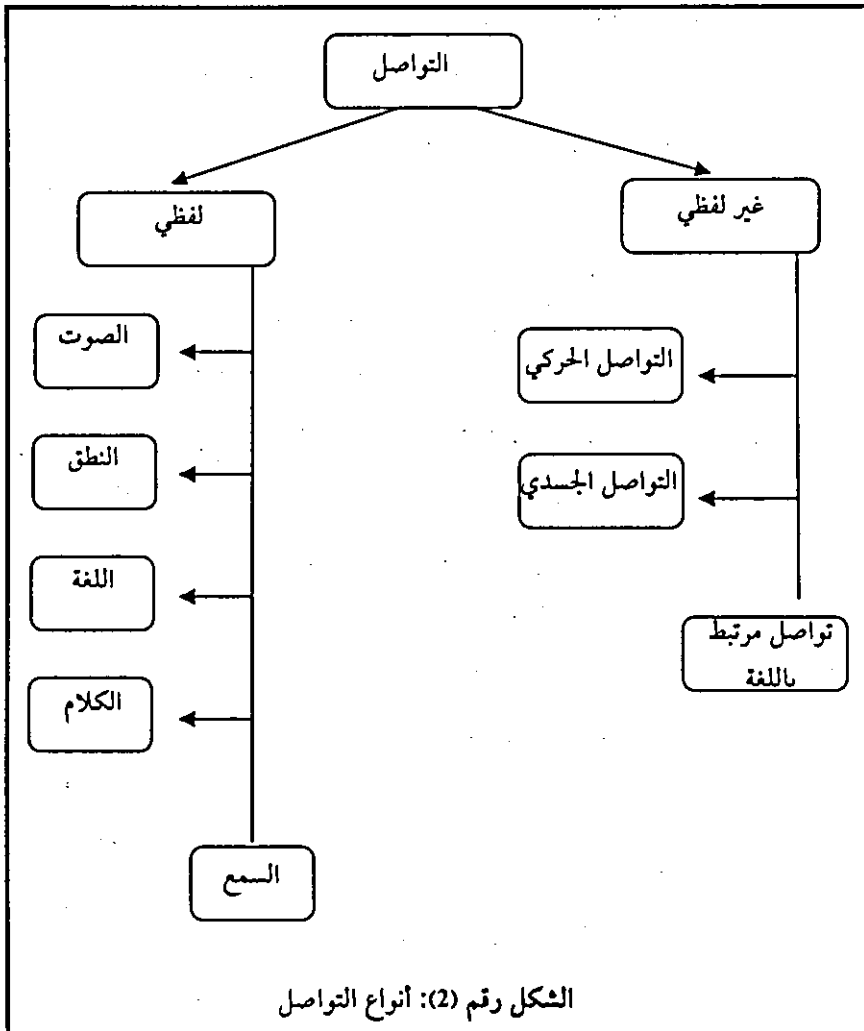 التواصل
غير لفظي
لفظي
التواصل الحركي
التواصل الجسدي
تواصل مرتبط
باللغة
الصوت
النطق
اللغة
الكلام
السمع
الشكل رقم (2): أنواع التواصل